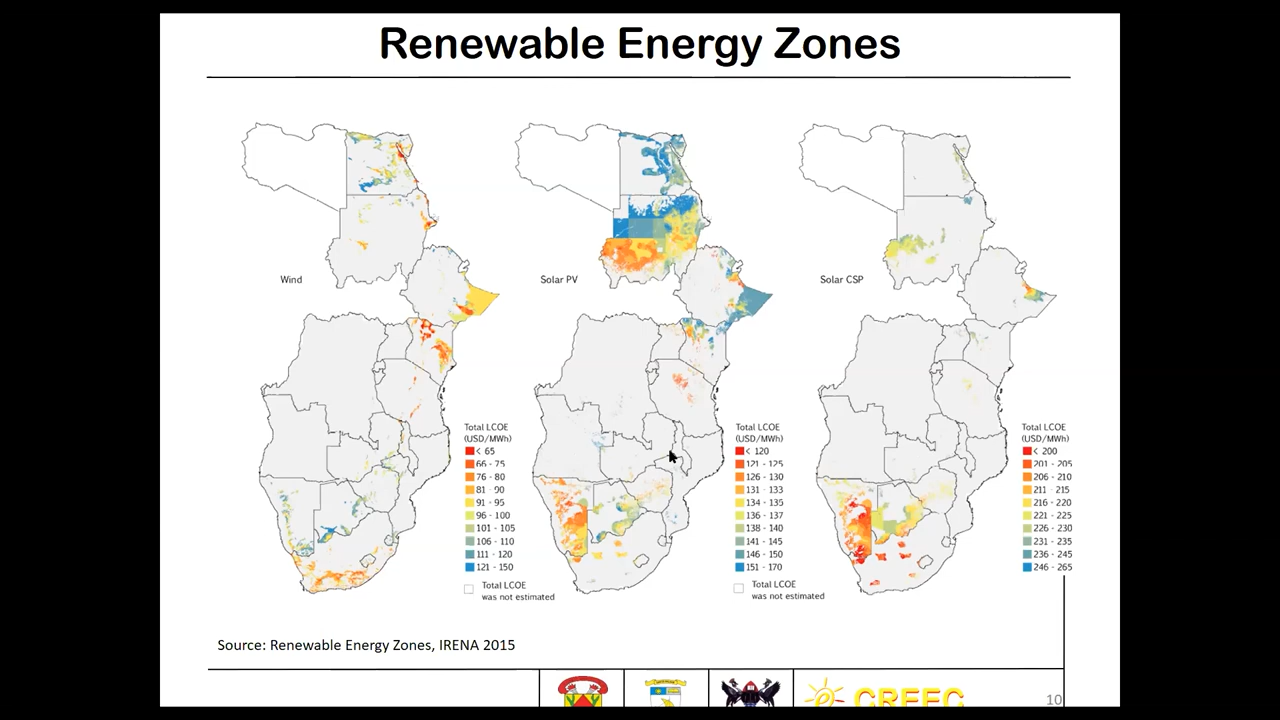 Renewable Energy Zones
Wind
Solar PV
Solar CSP
Total LCOE
(USD/MWh)
< 65
66 - 75
76 - 80
81 - 90
91 - 95
96 - 100
101 - 105
106 - 110
111 - 120
121 - 150
Total LCOE
was not estimated
Total LCOE
(USD/MWh)
< 120
121 - 125
126 - 130
131 - 133
134 - 135
136 - 137
138 - 140
141 - 145
146 - 150
151 - 170
Total LCOE
was not estimated
Total LCOE
(USD/MWh)
< 200
201 - 205
206 - 210
211 - 215
216 - 220
221 - 225
226 - 230
231 - 235
236 - 245
246 - 265
Source: Renewable Energy Zones, IRENA 2015
CREEC
10